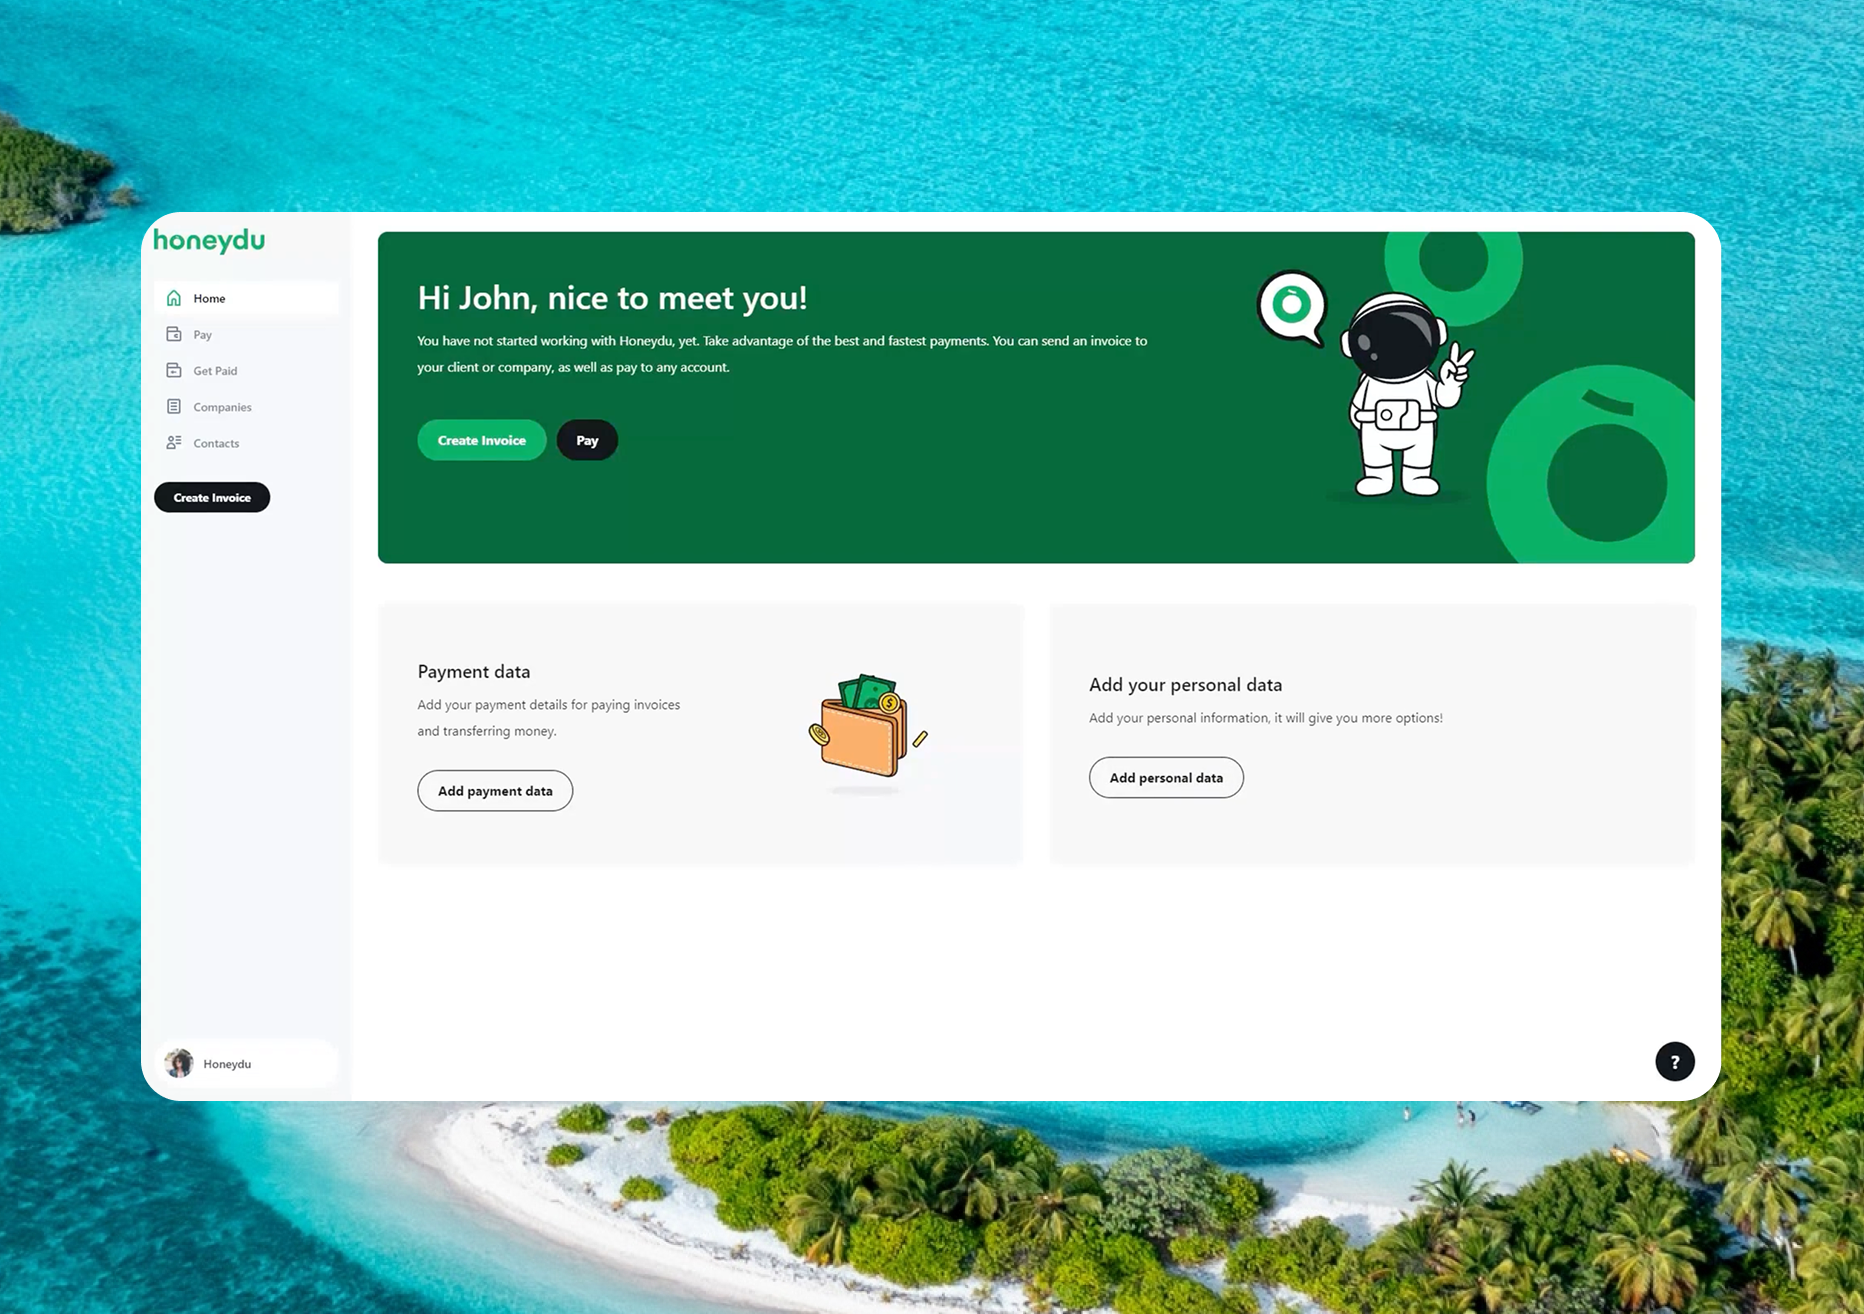 honeydu
Home
Pay
Get Paid
Companies
Contacts
Create Invoice
Honeydu
Hi John, nice to meet you!
You have not started working with Honeydu, yet. Take advantage of the best and fastest payments. You can send an invoice to
your client or company, as well as pay to any account.
Create Invoice
Pay
Payment data
Add your payment details for paying invoices
and transferring money.
Add payment data
$
Add your personal data
Add your personal information, it will give you more options!
Add personal data
?